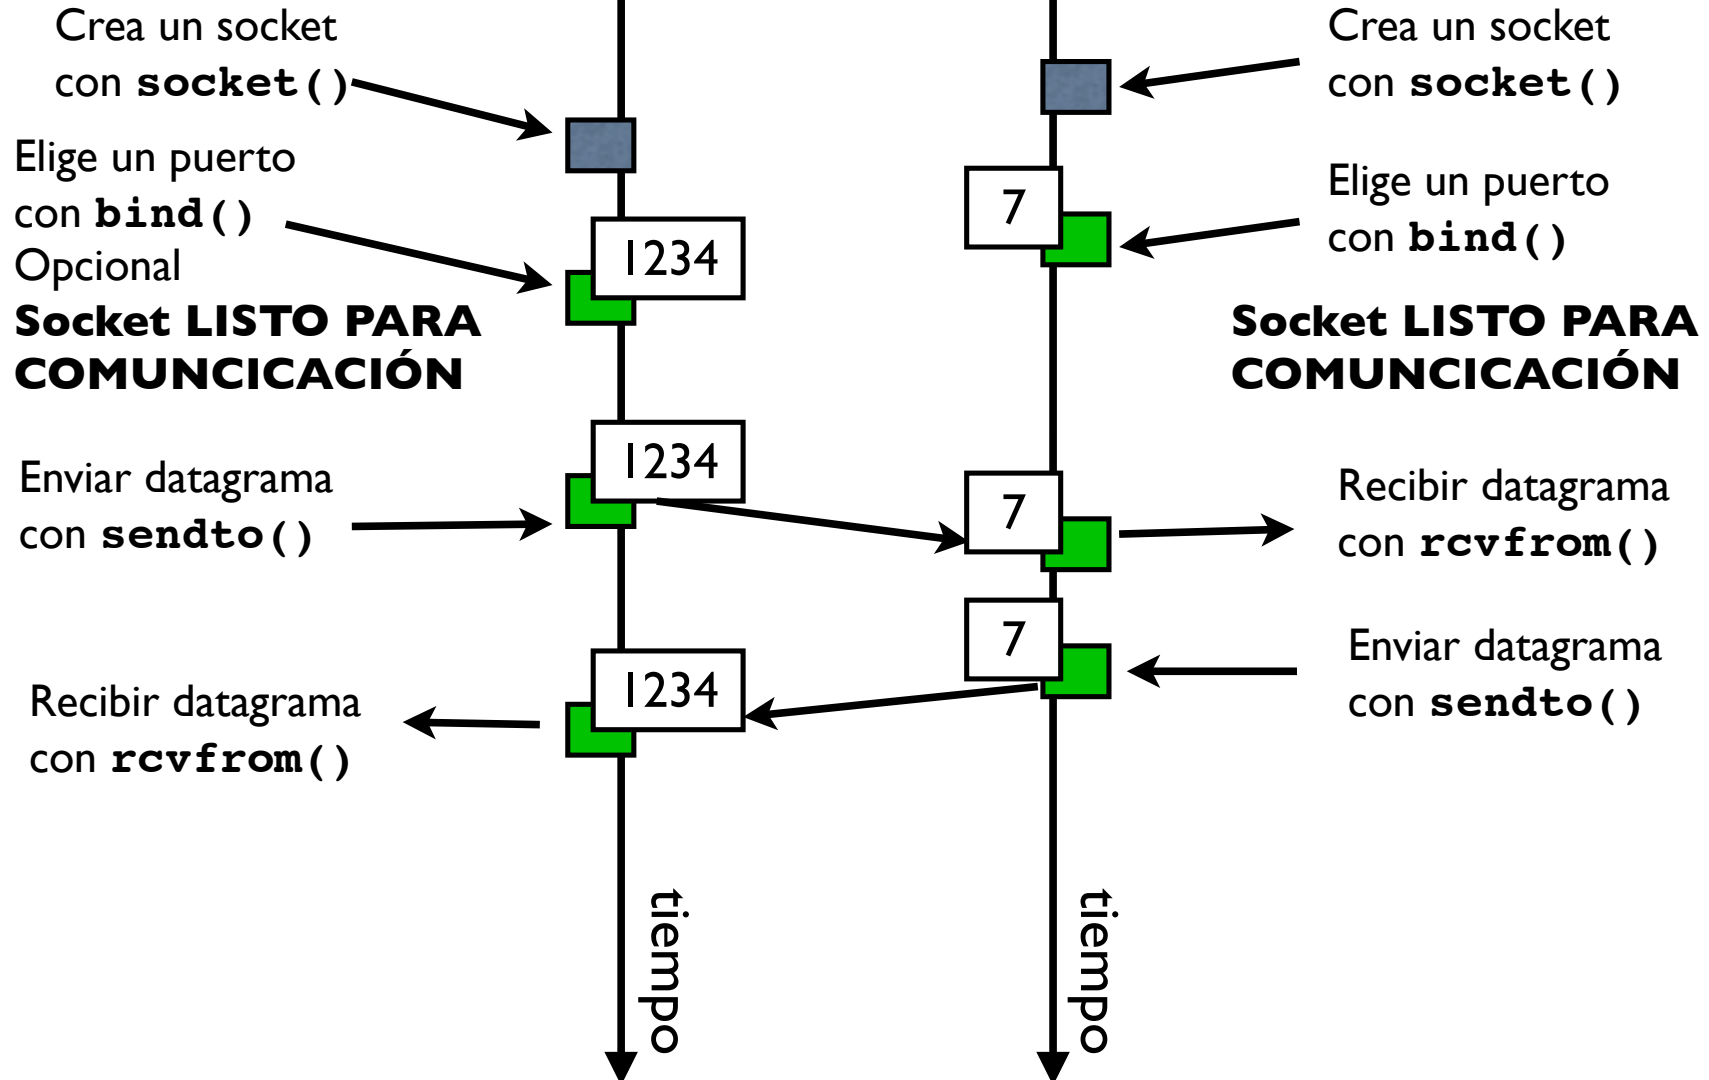 Crea un socket
con socket()
Elige un puerto
con bind()
Opcional
Socket LISTO PARA
COMUNCICACIÓN
Enviar datagrama
con sendto()
Recibir datagrama
con rcvfrom()
1234
1234
1234
tiempo
7
7
7
tiempo
Crea un socket
con socket()
Elige un puerto
con bind()
Socket LISTO PARA
COMUNCICACIÓN
Recibir datagrama
con rcvfrom()
Enviar datagrama
con sendto()